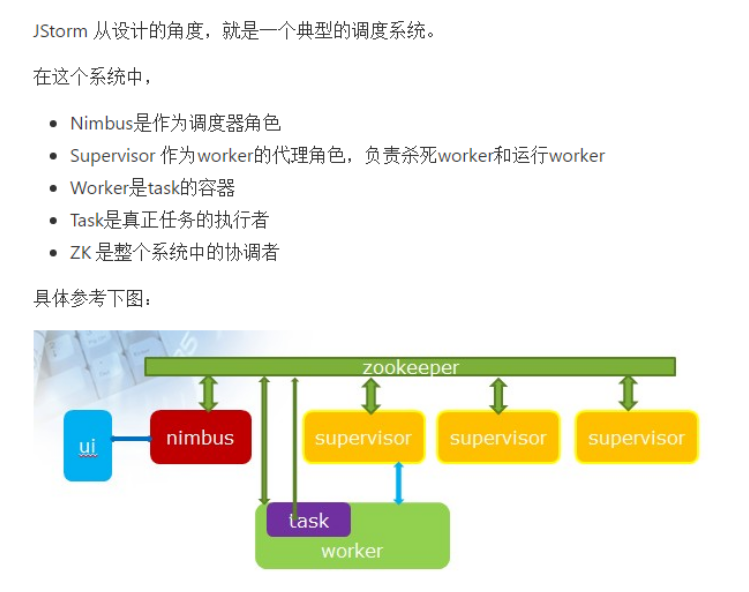 JStorm 从设计的角度，就是一个典型的调度系统。
在这个系统中，
Nimbus是作为调度器角色
Supervisor 作为worker的代理角色，负责杀死worker和运行worker
Worker是task的容器
Task是真正任务的执行者
ZK 是整个系统中的协调者
具体参考下图：
zookeeper
ui
nimbus
supervisor
supervisor
supervisor
task
worker